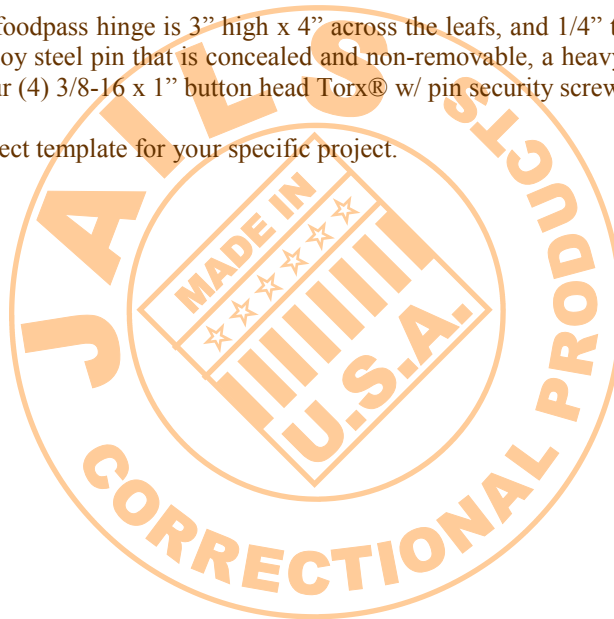 foodpass hinge is 3” high x 4” across the leafs, and 1/4”
oy steel pin that is concealed and non-removable, a heavy
(4) 3/8-16 x 1” button head Torx® w/ pin security screw
ect template for your specific project.
JAILS
CORRECTIONAL PRODUCTS
MADE IN
U.S.A.